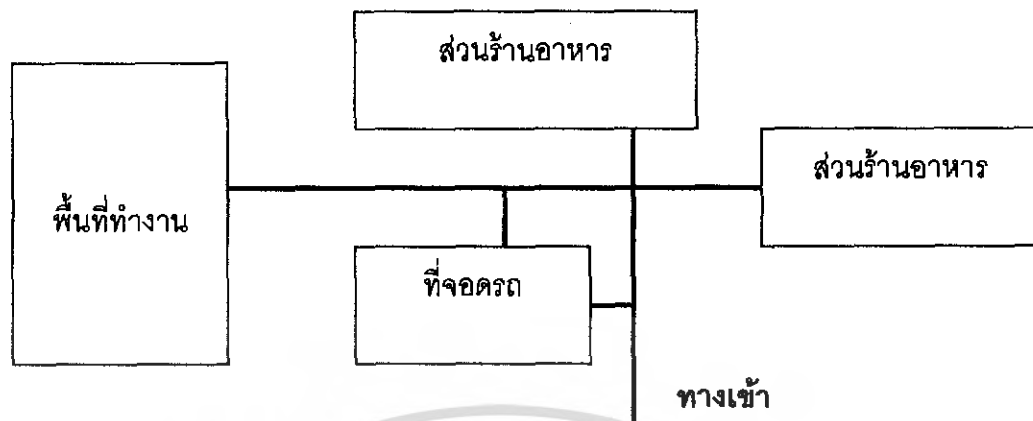 ส่วนร้านอาหาร
ส่วนร้านอาหาร
พื้นที่ทำงาน
ที่จอดรถ
ทางเข้า